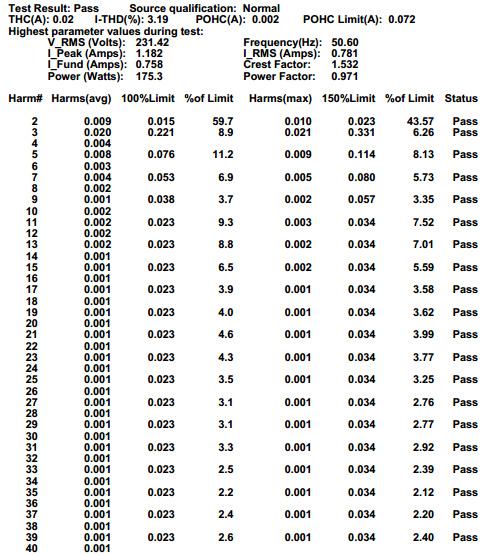 Test Result: Pass Source qualification: Normal
THC(A): 0.02 I-THD(%): 3.19 POHC(A): 0.002 POHC Limit(A): 0.072
Highest parameter values during test:
V_RMS (Volts): 231.42 Frequency(Hz): 50.60
I_Peak (Amps): 1.182 I_RMS (Amps): 0.781
I_Fund (Amps): 0.758 Crest Factor: 1.532
Power (Watts): 175.3 Power Factor: 0.971
Harm# Harms(avg) 100%Limit %of Limit Harms(max) 150%Limit %of Limit Status
2 0.009 0.015 59.7 0.010 0.023 43.57 Pass
3 0.020 0.221 8.9 0.021 0.331 6.26 Pass
4 0.004
5 0.008 0.076 11.2 0.009 0.114 8.13 Pass
6 0.003
7 0.004 0.053 6.9 0.005 0.080 5.73 Pass
8 0.002
9 0.001 0.038 3.7 0.002 0.057 3.35 Pass
10 0.002
11 0.002 0.023 9.3 0.003 0.034 7.52 Pass
12 0.002
13 0.002 0.023 8.8 0.002 0.034 7.01 Pass
14 0.001
15 0.001 0.023 6.5 0.002 0.034 5.59 Pass
16 0.001
17 0.001 0.023 3.9 0.001 0.034 3.58 Pass
18 0.001
19 0.001 0.023 4.0 0.001 0.034 3.62 Pass
20 0.001
21 0.001 0.023 4.6 0.001 0.034 3.99 Pass
22 0.001
23 0.001 0.023 4.3 0.001 0.034 3.77 Pass
24 0.001
25 0.001 0.023 3.5 0.001 0.034 3.25 Pass
26 0.001
27 0.001 0.023 3.1 0.001 0.034 2.76 Pass
28 0.001
29 0.001 0.023 3.1 0.001 0.034 2.77 Pass
30 0.001
31 0.001 0.023 3.3 0.001 0.034 2.92 Pass
32 0.001
33 0.001 0.023 2.5 0.001 0.034 2.39 Pass
34 0.001
35 0.001 0.023 2.2 0.001 0.034 2.12 Pass
36 0.001
37 0.001 0.023 2.4 0.001 0.034 2.20 Pass
38 0.001
39 0.001 0.023 2.6 0.001 0.034 2.40 Pass
40 0.001